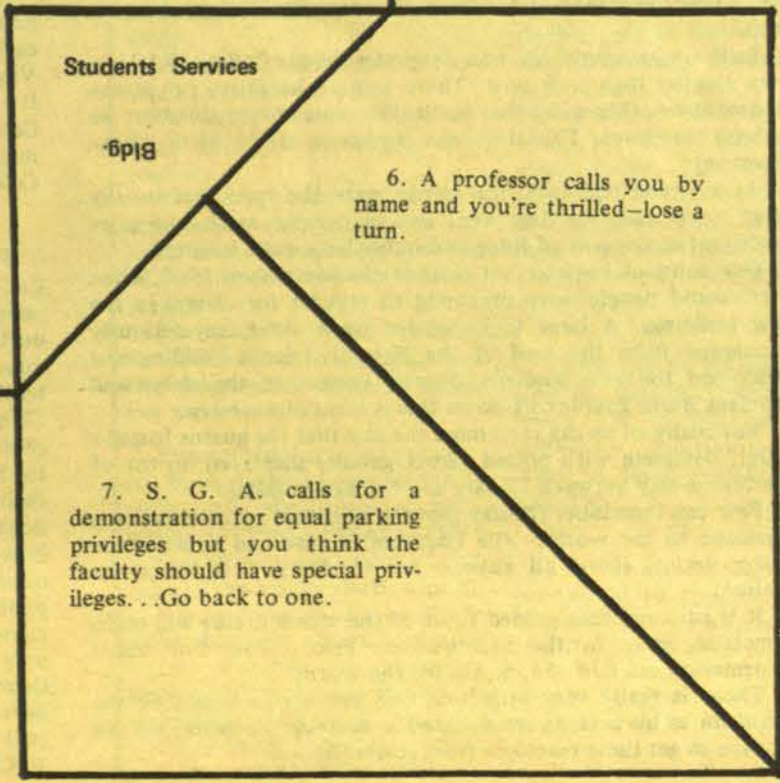 Students Services
Bldg.
6. A professor calls you by
name and you're thrilled—lose a
turn.
7. S. G. A. calls for a
demonstration for equal parking
privileges but you think the
faculty should have special priv-
ileges. . .Go back to one.